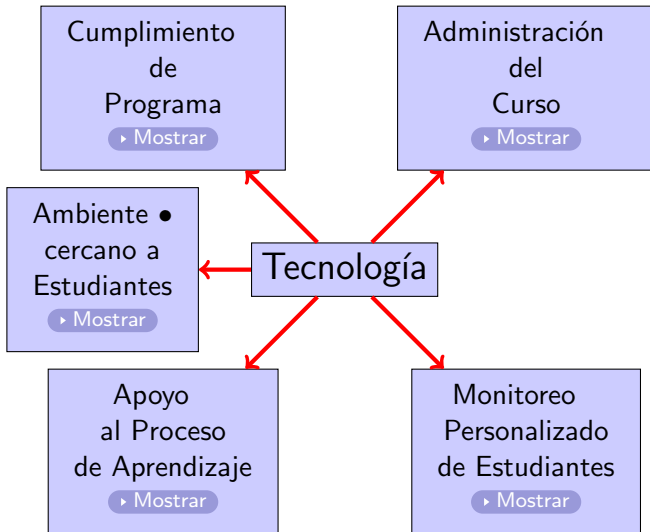 Cumplimiento
de
Programa
Mostrar
Administración
del
Curso
Mostrar
Ambiente •
cercano a
Estudiantes
Mostrar
Tecnología
Apoyo
al Proceso
de Aprendizaje
Mostrar
Monitoreo
Personalizado
de Estudiantes
Mostrar